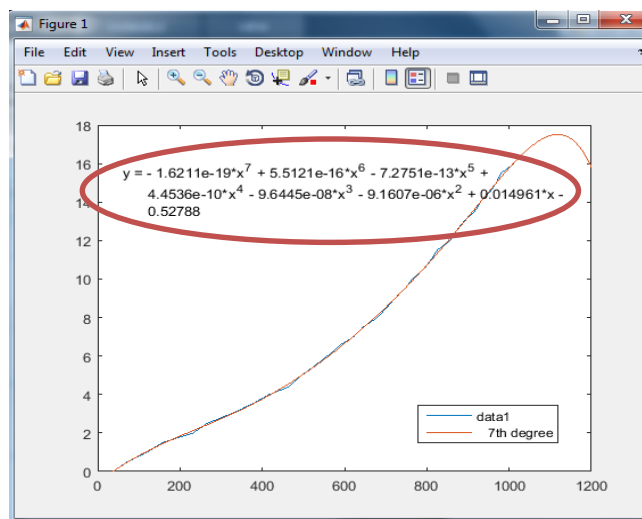 Figure 1
File Edit View Insert Tools Desktop Window Help
18
16
14
12
10
8
6
4
2
0
y = - 1.6211e-19*x^7 + 5.5121e-16*x^6 - 7.2751e-13*x^5 +
4.4536e-10*x^4 - 9.6445e-08*x^3 - 9.1607e-06*x^2 + 0.014961*x -
0.52788
data1
7th degree
0 200 400 600 800 1000 1200